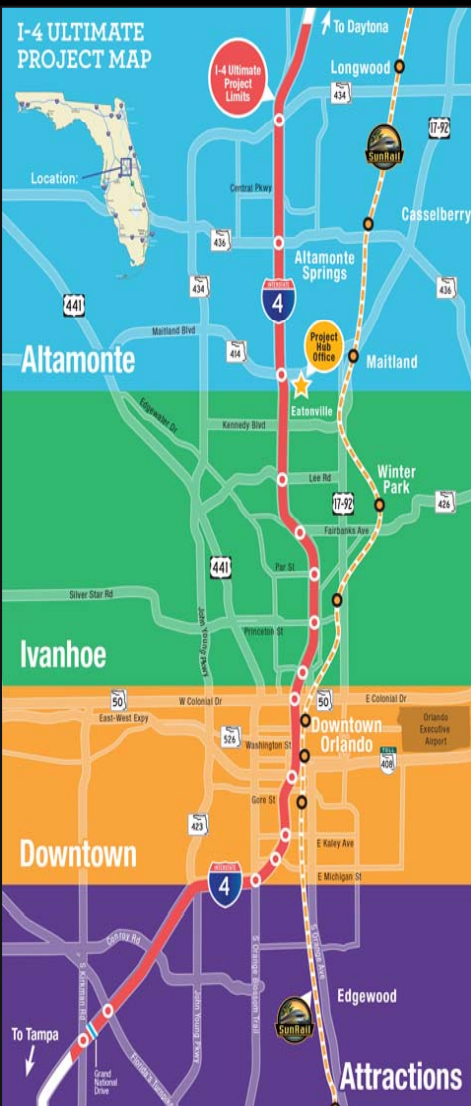 I-4 ULTIMATE
PROJECT MAP
To Daytona
Longwood
I-4 Ultimate
Project
Limits
434
17-92
SunRail
Location:
Central Pkwy
Casselberry
436
Altamonte
Springs
434
436
441
INTERSTATE
4
Maitland Blvd
414
Project
Hub
Office
Maitland
Altamonte
Eatonville
Edgewater Dr
Kennedy Blvd
Lee Rd
Winter
Park
17-92
426
Fairbanks Ave
441
Par St
Silver Star Rd
John Young Pkwy
Princeton St
Ivanhoe
50
W Colonial Dr
50
E Colonial Dr
East-West Expy
526
Washington St
Downtown
Orlando
Orlando
Executive
Airport
TOLL
408
Gore St
423
E Kaley Ave
Downtown
INTERSTATE
4
E Michigan St
Conroy Rd
S Kirkman Rd
John Young Pkwy
S Orange Blossom Trail
S Orange Ave
Edgewood
SunRail
To Tampa
Grand
National
Drive
Florida's Turnpike
Attractions